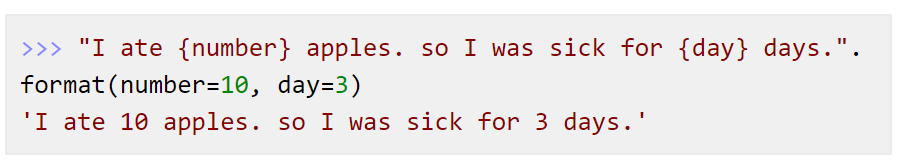 >>> "I ate {number} apples. so I was sick for {day} days.".
format(number=10, day=3)
'I ate 10 apples. so I was sick for 3 days.'